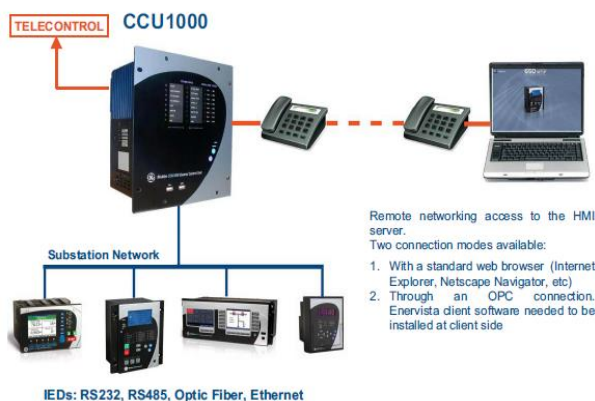 TELECONTROL
CCU1000
Remote networking access to the HMI
server.
Two connection modes available:
1. With a standard web browser (Internet
Explorer, Netscape Navigator, etc)
2. Through an OPC connection.
Enervista client software needed to be
installed at client side
Substation Network
IEDs: RS232, RS485, Optic Fiber, Ethernet